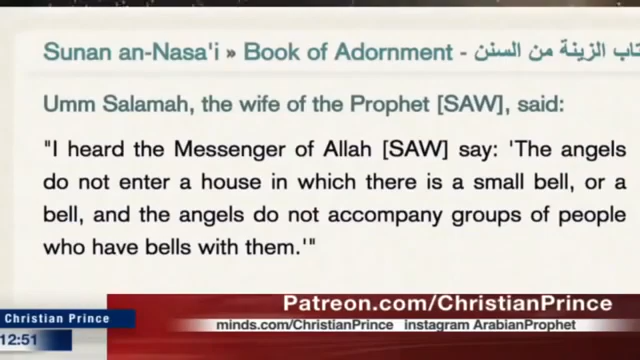 Sunan an-Nasa'i » Book of Adornment - كتاب الزينة من السنن
Umm Salamah, the wife of the Prophet [SAW], said:
"I heard the Messenger of Allah [SAW] say: 'The angels
do not enter a house in which there is a small bell, or a
bell, and the angels do not accompany groups of people
who have bells with them.'"
Patreon.com/ChristianPrince
Christian Prince
minds.com/ChristianPrince instagram ArabianProphet
12:51